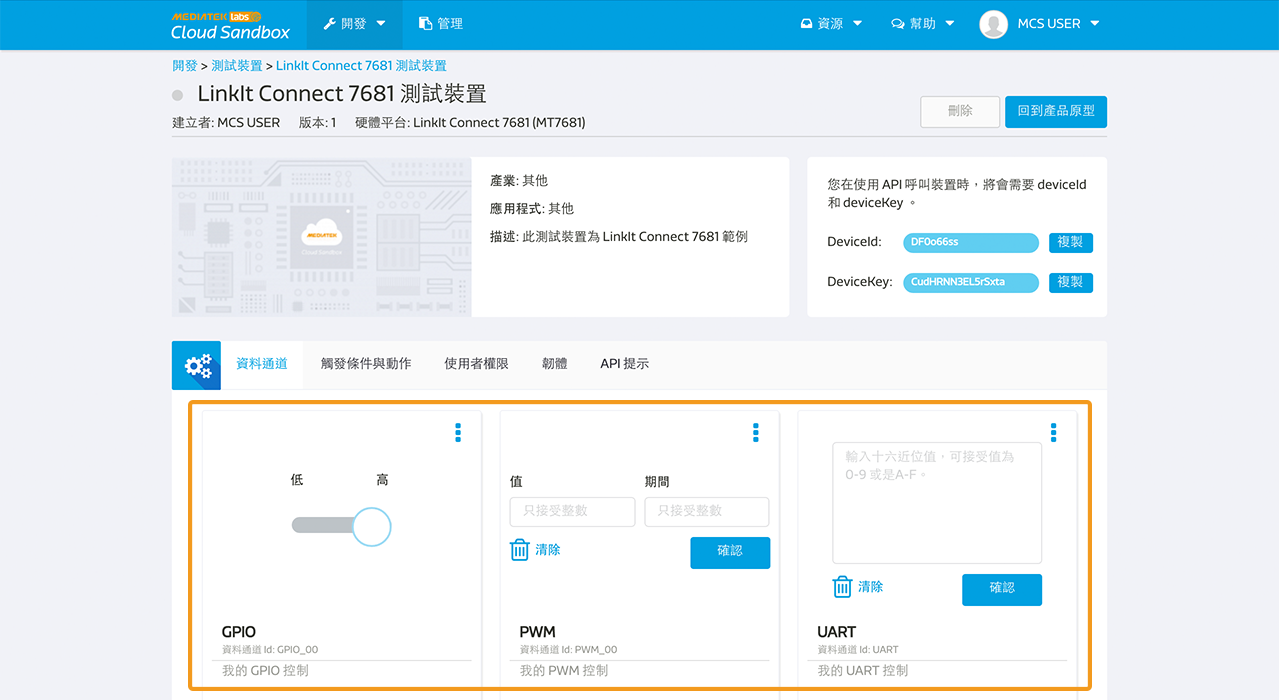 MEDIATEK labs
Cloud Sandbox
開發
管理
資源
幫助
MCS USER
開發 > 測試裝置 > LinkIt Connect 7681 測試裝置
LinkIt Connect 7681 測試裝置
建立者: MCS USER 版本: 1 硬體平台: LinkIt Connect 7681 (MT7681)
刪除
回到產品原型
MEDIATEK
Cloud Sandbox
產業: 其他
應用程式: 其他
描述: 此測試裝置為 LinkIt Connect 7681 範例
您在使用 API 呼叫裝置時，將會需要 deviceId
和 deviceKey 。
DeviceId: DF0o66ss 複製
DeviceKey: CudHRNN3EL5rSxta 複製
資料通道 觸發條件與動作 使用者權限 韌體 API 提示
低 高
GPIO
資料通道 Id: GPIO_00
我的 GPIO 控制
值 期間
只接受整數 只接受整數
清除 確認
PWM
資料通道 Id: PWM_00
我的 PWM 控制
輸入十六近位值，可接受值為
0-9 或是A-F。
清除 確認
UART
資料通道 Id: UART
我的 UART 控制